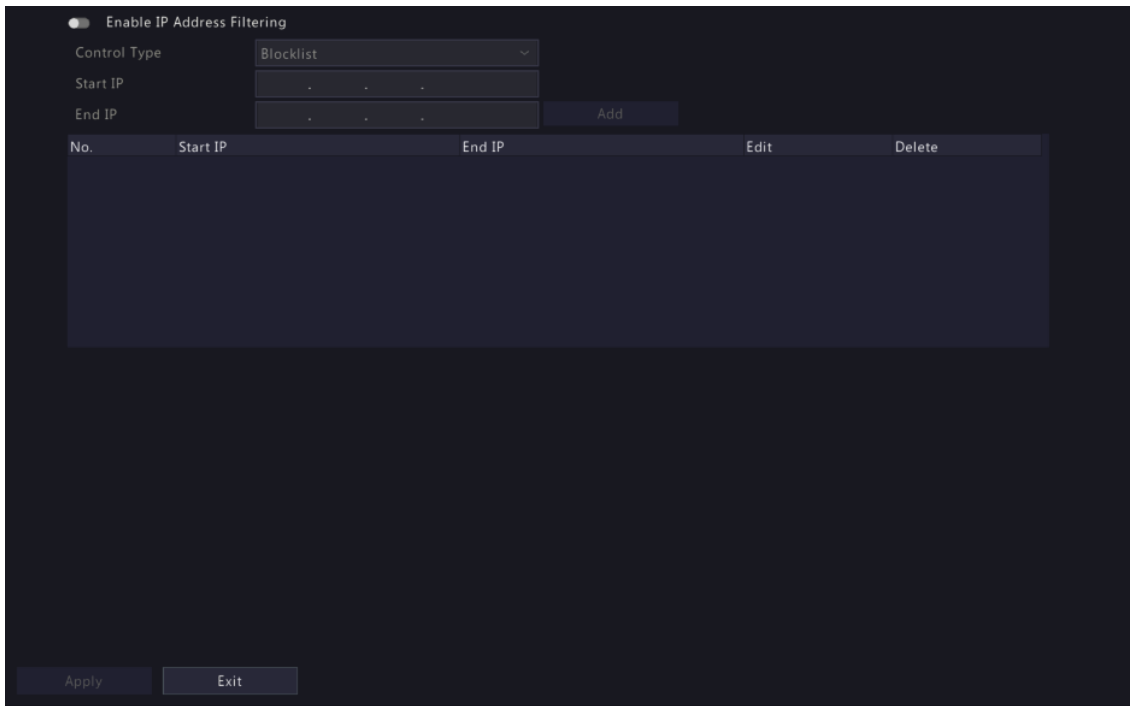 Enable IP Address Filtering
Control Type Blocklist
Start IP . . .
End IP . . . Add
No. Start IP End IP Edit Delete
Apply Exit